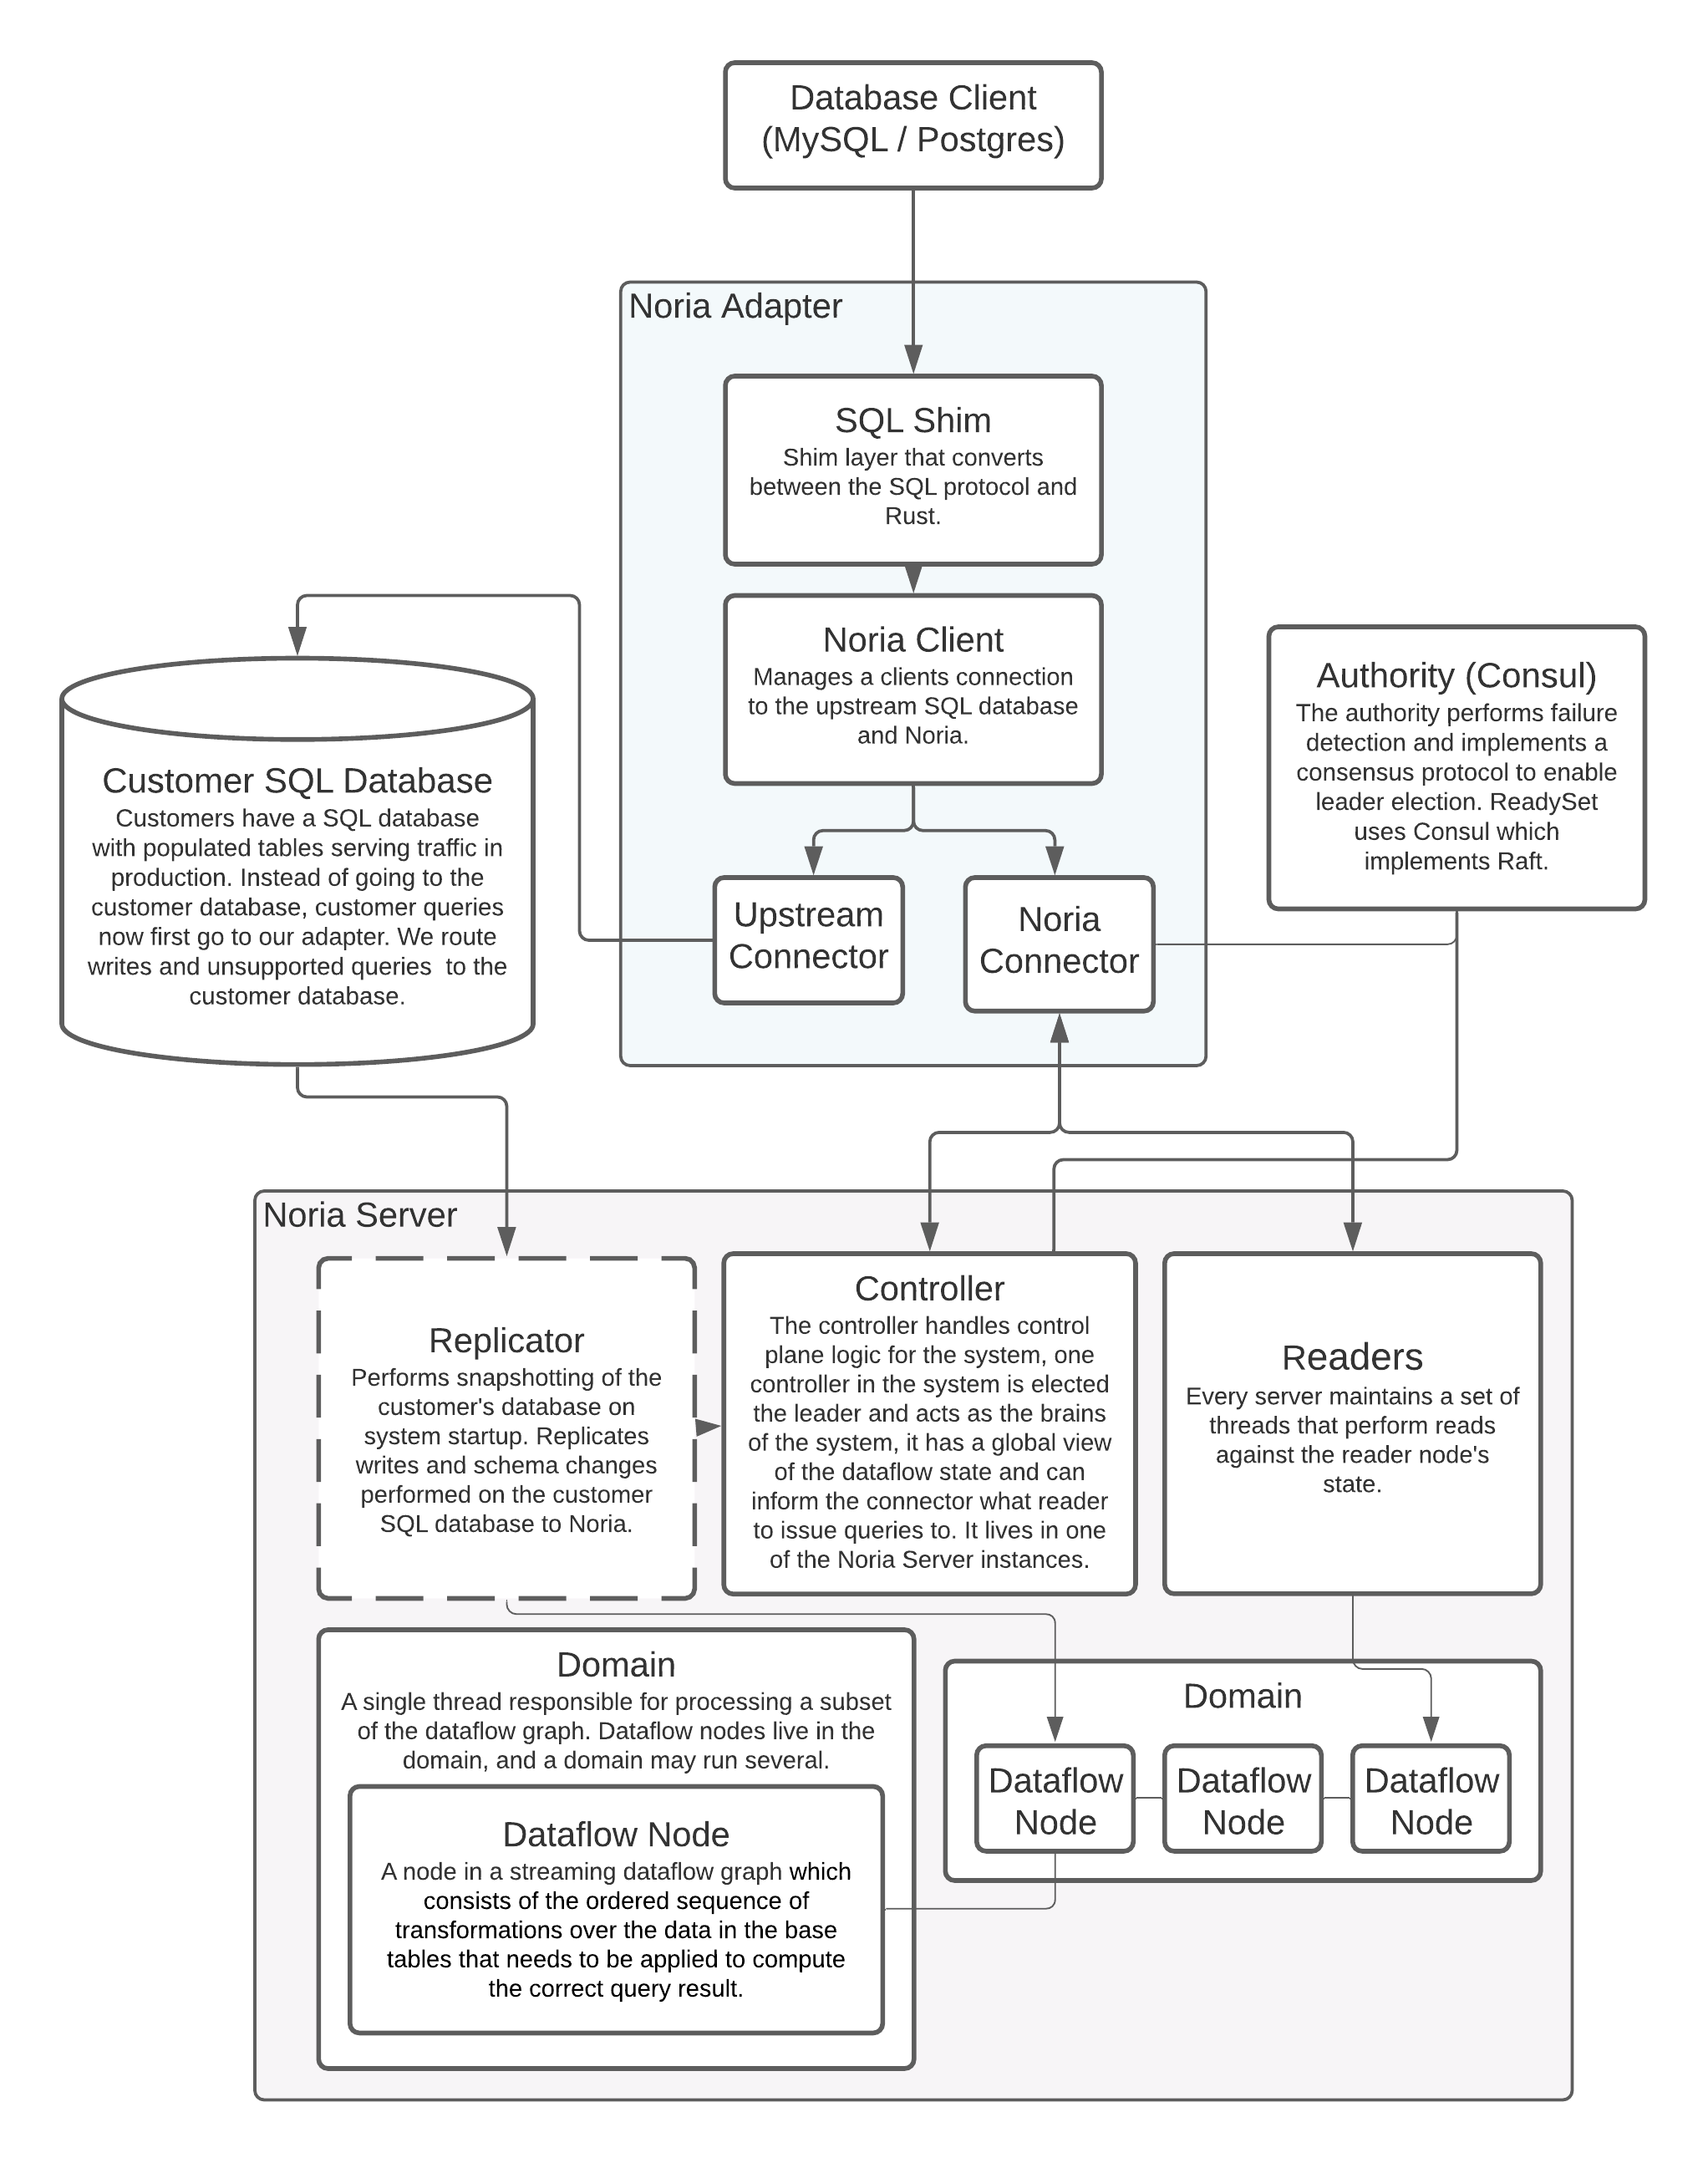 Database Client
(MySQL / Postgres)
Noria Adapter
SQL Shim
Shim layer that converts
between the SQL protocol and
Rust.
Noria Client
Manages a clients connection
to the upstream SQL database
and Noria.
Authority (Consul)
The authority performs failure
detection and implements a
consensus protocol to enable
leader election. ReadySet
uses Consul which
implements Raft.
Customer SQL Database
Customers have a SQL database
with populated tables serving traffic in
production. Instead of going to the
customer database, customer queries
now first go to our adapter. We route
writes and unsupported queries  to the
customer database.
Upstream
Connector
Noria
Connector
Noria Server
Replicator
Performs snapshotting of the
customer's database on
system startup. Replicates
writes and schema changes
performed on the customer
SQL database to Noria.
Controller
The controller handles control
plane logic for the system, one
controller in the system is elected
the leader and acts as the brains
of the system, it has a global view
of the dataflow state and can
inform the connector what reader
to issue queries to. It lives in one
of the Noria Server instances.
Readers
Every server maintains a set of
threads that perform reads
against the reader node's
state.
Domain
A single thread responsible for processing a subset
of the dataflow graph. Dataflow nodes live in the
domain, and a domain may run several.
Dataflow Node
A node in a streaming dataflow graph which
consists of the ordered sequence of
transformations over the data in the base
tables that needs to be applied to compute
the correct query result.
Domain
Dataflow
Node
Dataflow
Node
Dataflow
Node